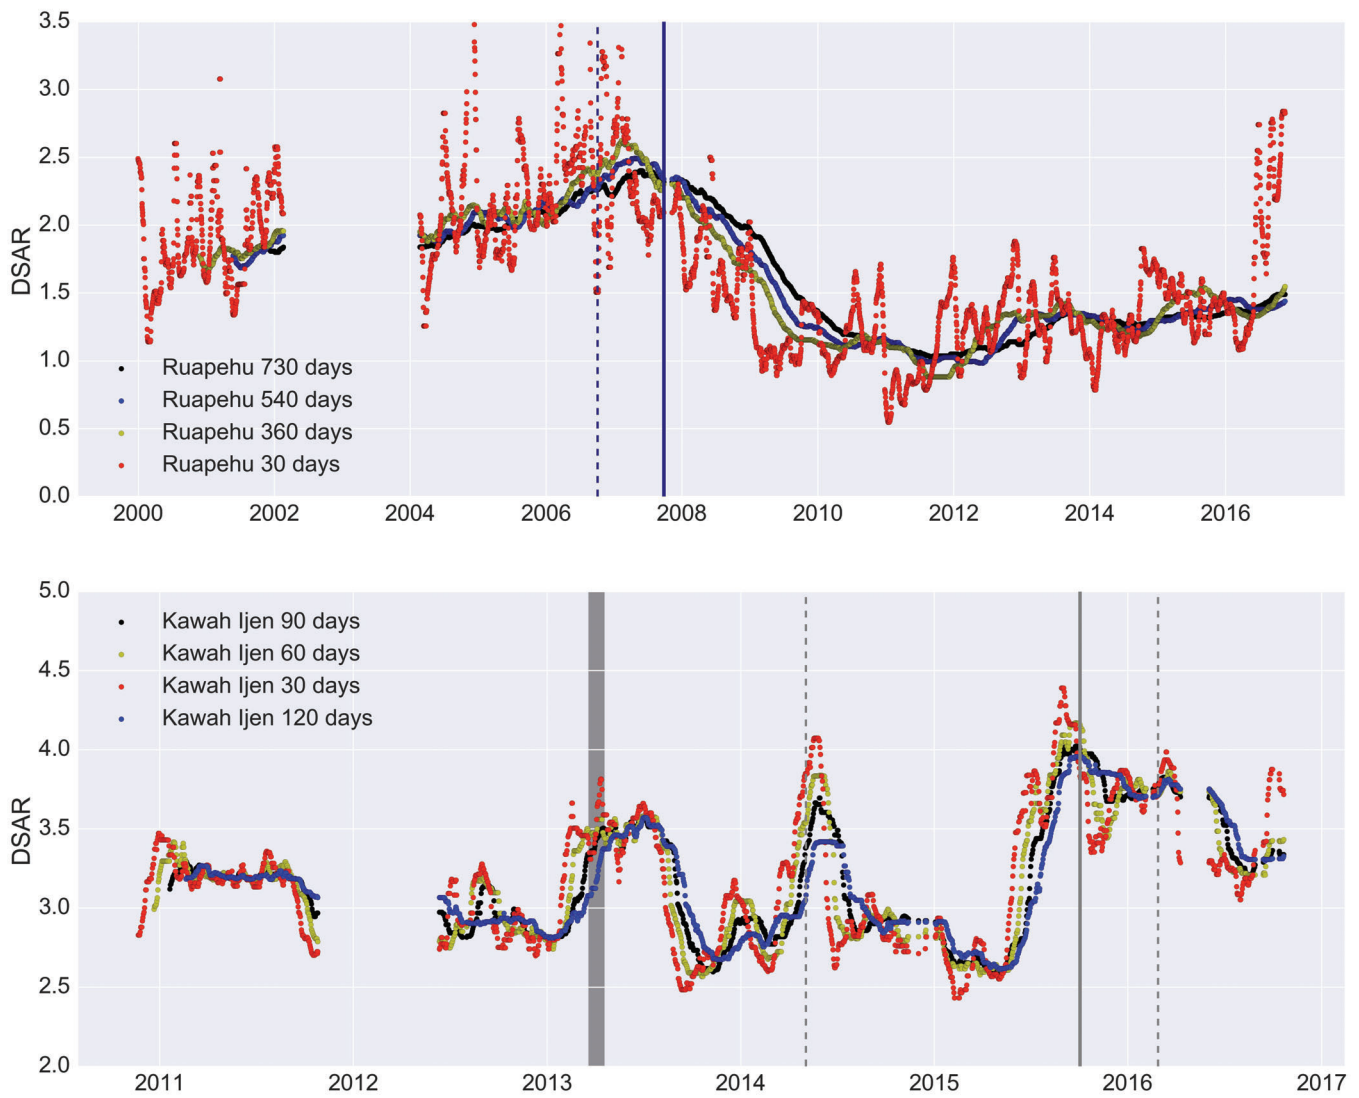 3.5
3.0
2.5
2.0
1.5
1.0
0.5
0.0
DSAR
Ruapehu 730 days
Ruapehu 540 days
Ruapehu 360 days
Ruapehu 30 days
2000 2002 2004 2006 2008 2010 2012 2014 2016
5.0
4.5
4.0
3.5
3.0
2.5
2.0
DSAR
Kawah Ijen 90 days
Kawah Ijen 60 days
Kawah Ijen 30 days
Kawah Ijen 120 days
2011 2012 2013 2014 2015 2016 2017